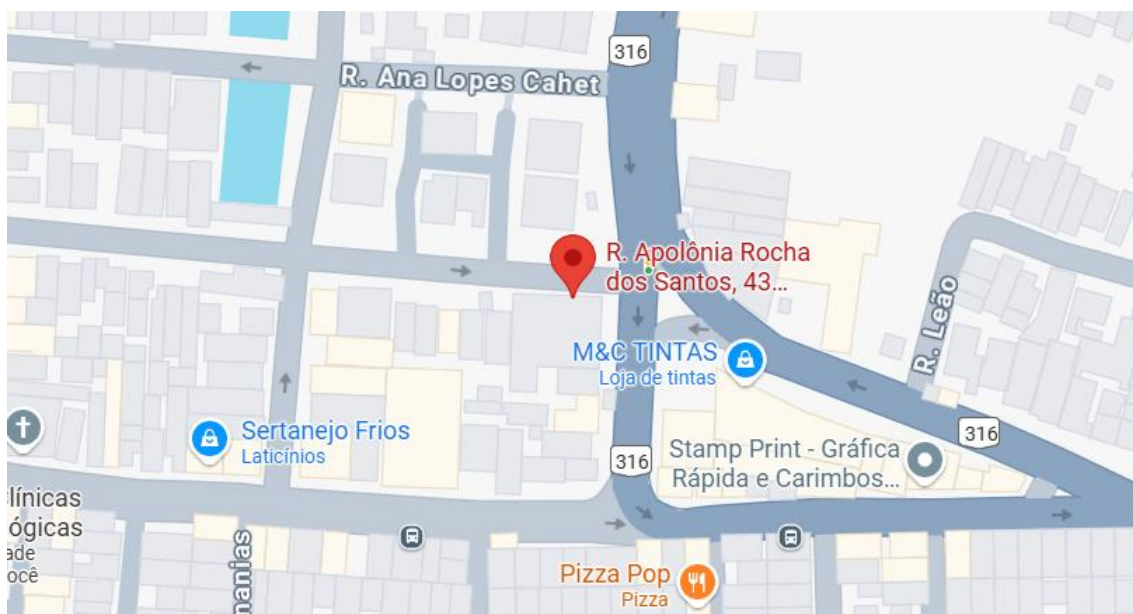 316
R. Ana Lopes Cahet
R. Apolônia Rocha
dos Santos, 43...
R. Leão
M&C TINTAS
Loja de tintas
Sertanejo Frios
Laticínios
316
316
Stamp Print - Gráfica
Rápida e Carimbos...
línicas
ógicas
ade
ocê
manias
Pizza Pop
Pizza